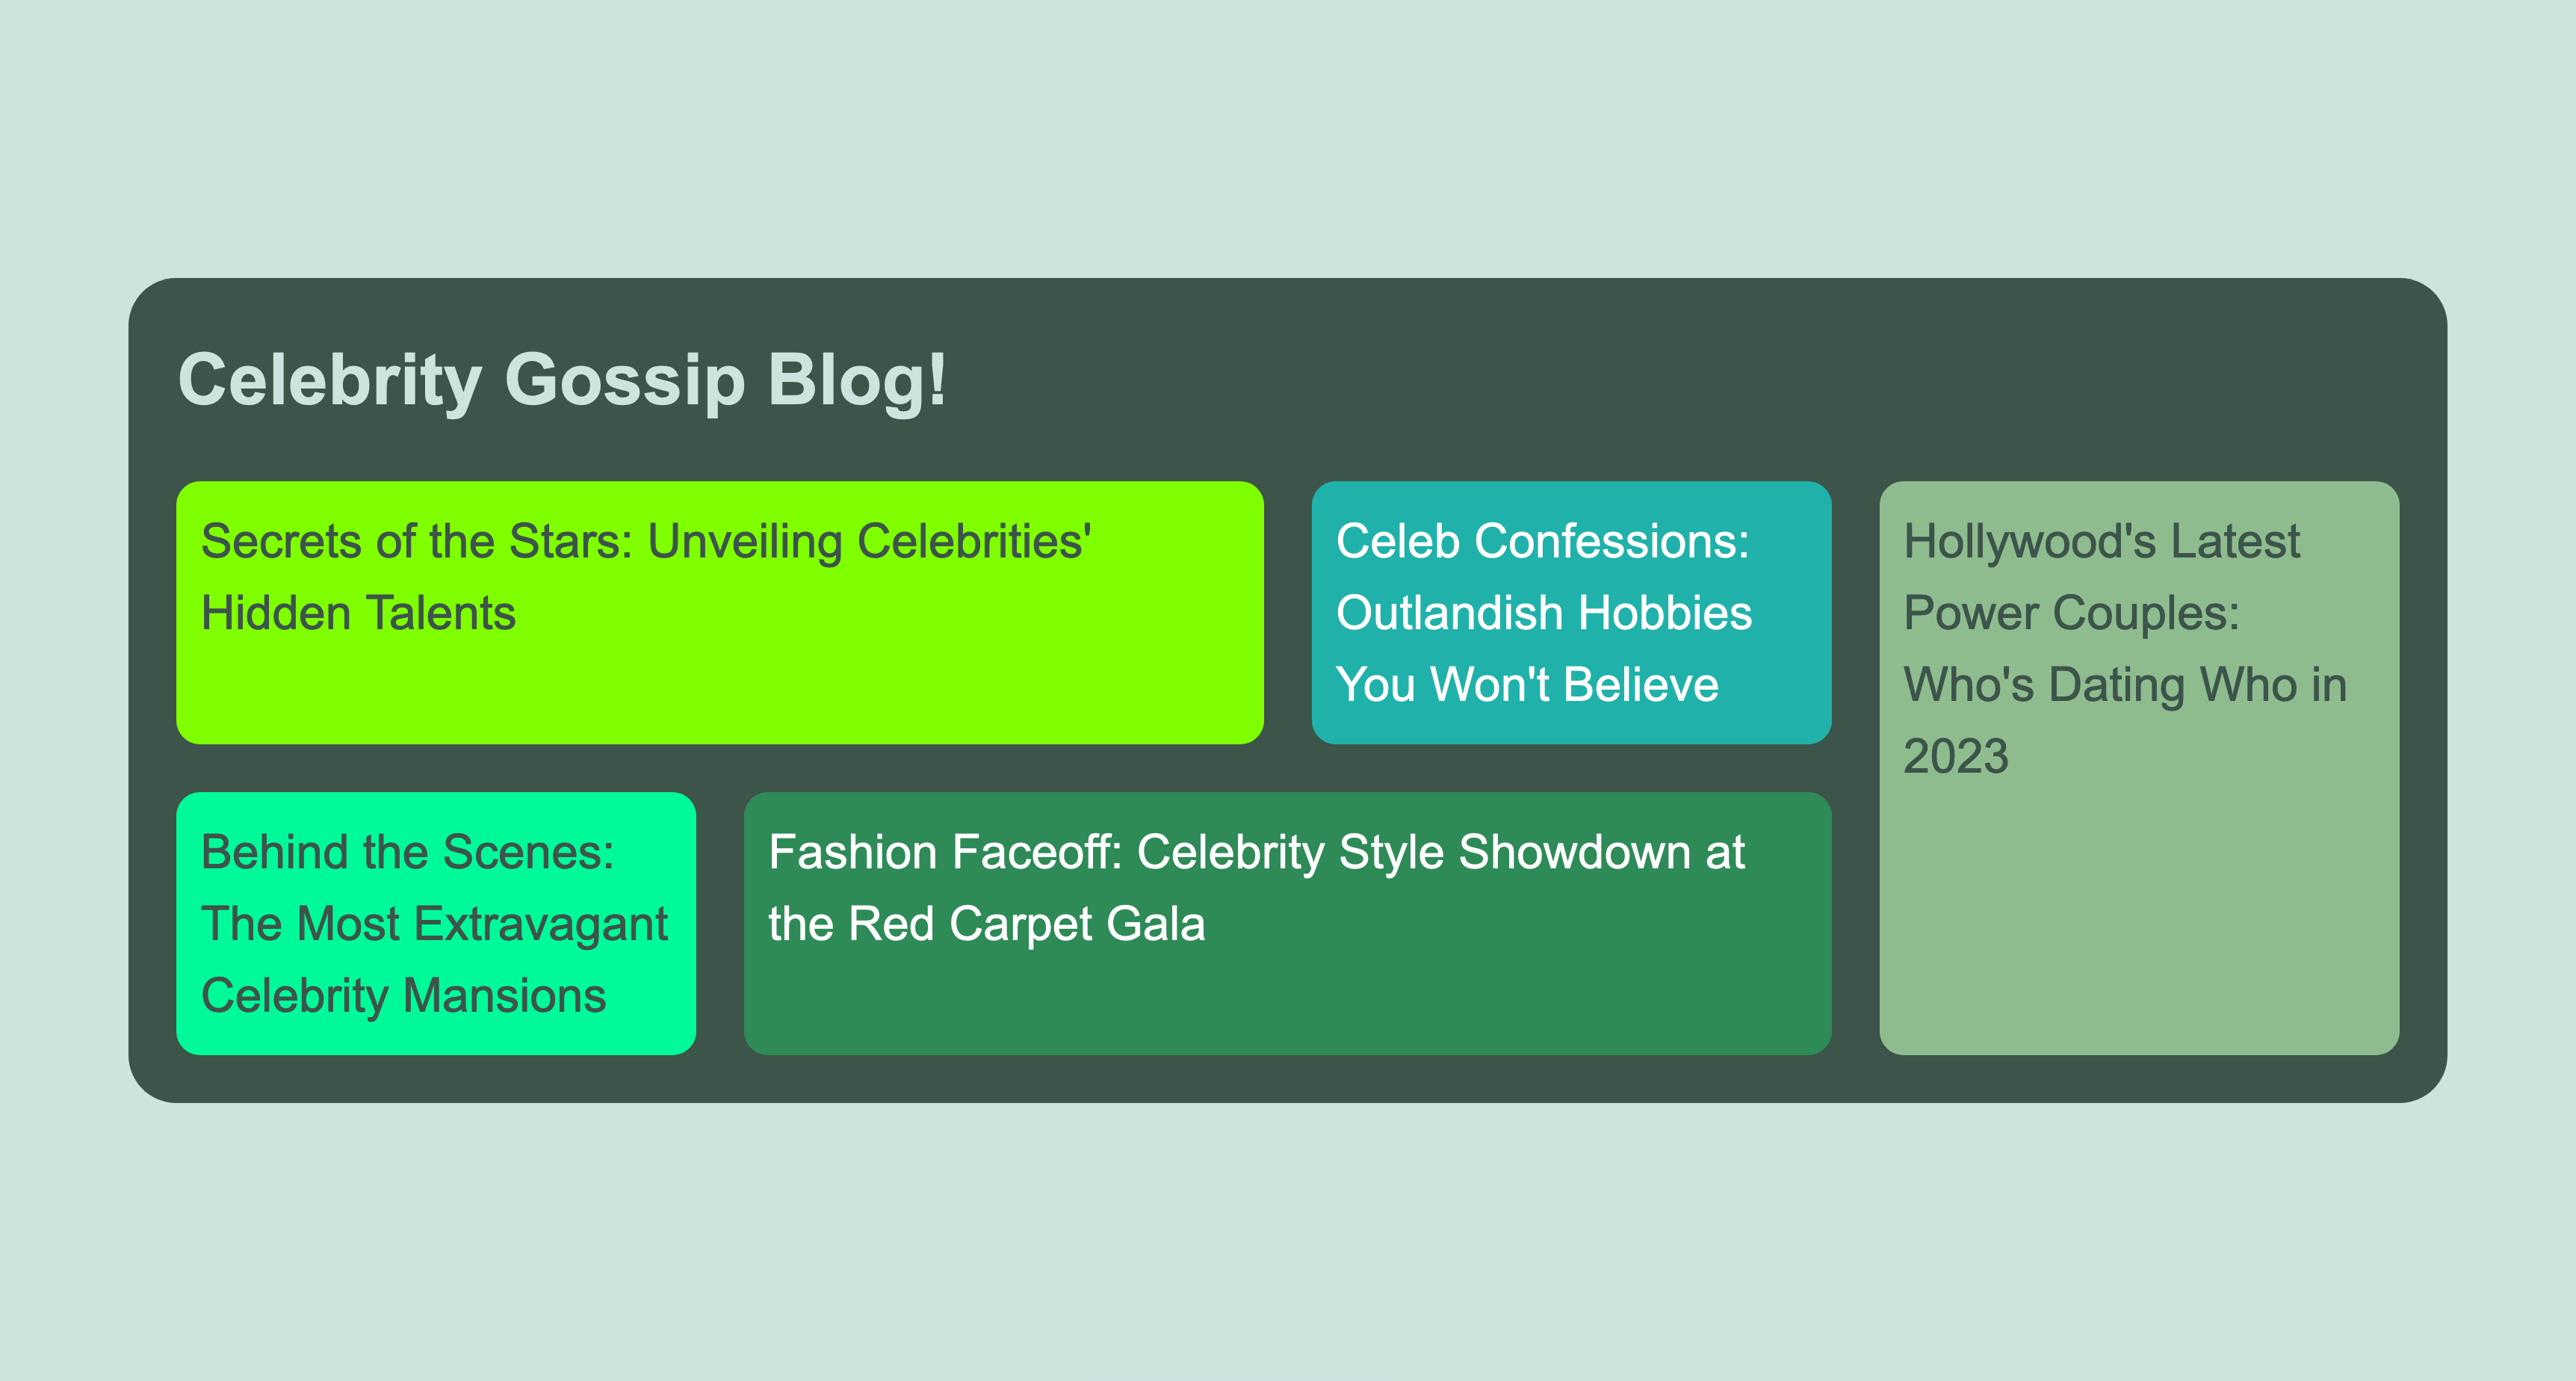 Celebrity Gossip Blog!
Secrets of the Stars: Unveiling Celebrities'
Hidden Talents
Celeb Confessions:
Outlandish Hobbies
You Won't Believe
Hollywood's Latest
Power Couples:
Who's Dating Who in
2023
Behind the Scenes:
The Most Extravagant
Celebrity Mansions
Fashion Faceoff: Celebrity Style Showdown at
the Red Carpet Gala